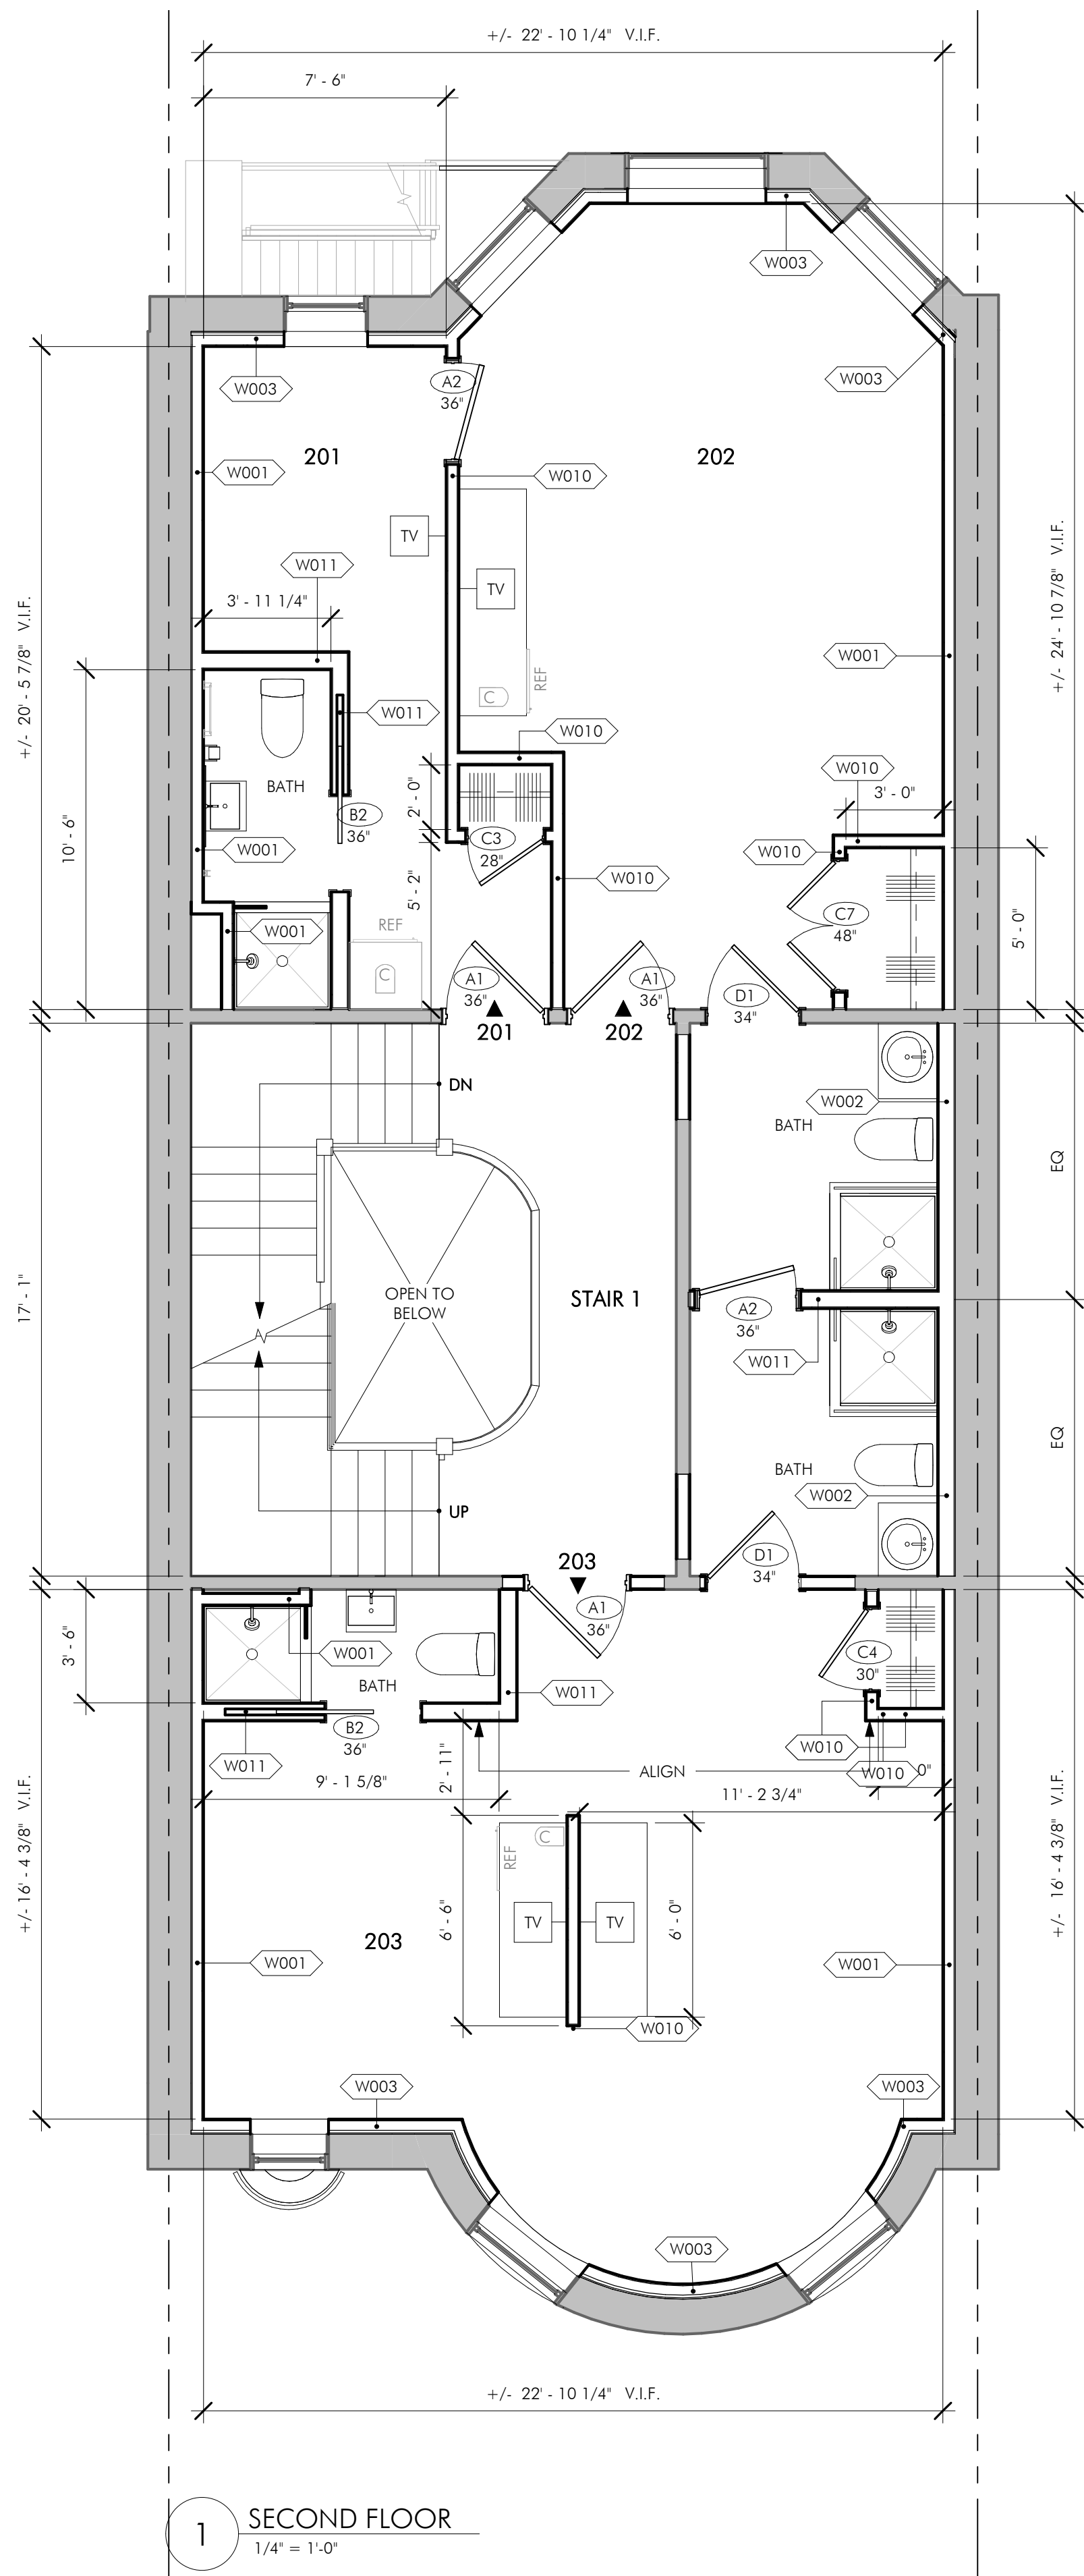 +/- 22' - 10 1/4" V.I.F.
7' - 6"
W003
W003
W003
A2
36"
201
202
W001
W010
TV
TV
W011
3' - 11 1/4"
+/- 20' - 5 7/8" V.I.F.
+/- 24' - 10 7/8" V.I.F.
W001
REF
C
W011
W010
BATH
10' - 6"
2' - 0"
B2
36"
W010
3' - 0"
C3
28"
W001
W010
W010
5' - 2"
C7
48"
5' - 0"
W001
REF
C
A1
36"
201
A1
36"
202
D1
34"
DN
W002
BATH
EQ
17' - 1"
OPEN TO
BELOW
STAIR 1
A2
36"
W011
EQ
BATH
W002
UP
203
D1
34"
A1
36"
3' - 6"
W001
BATH
W011
C4
30"
B2
36"
W011
2' - 11"
ALIGN
W010
W010
0"
9' - 1 5/8"
11' - 2 3/4"
+/- 16' - 4 3/8" V.I.F.
+/- 16' - 4 3/8" V.I.F.
REF
C
6' - 6"
TV
TV
6' - 0"
203
W001
W001
W010
W003
W003
W003
+/- 22' - 10 1/4" V.I.F.
1
SECOND FLOOR
1/4" = 1'-0"